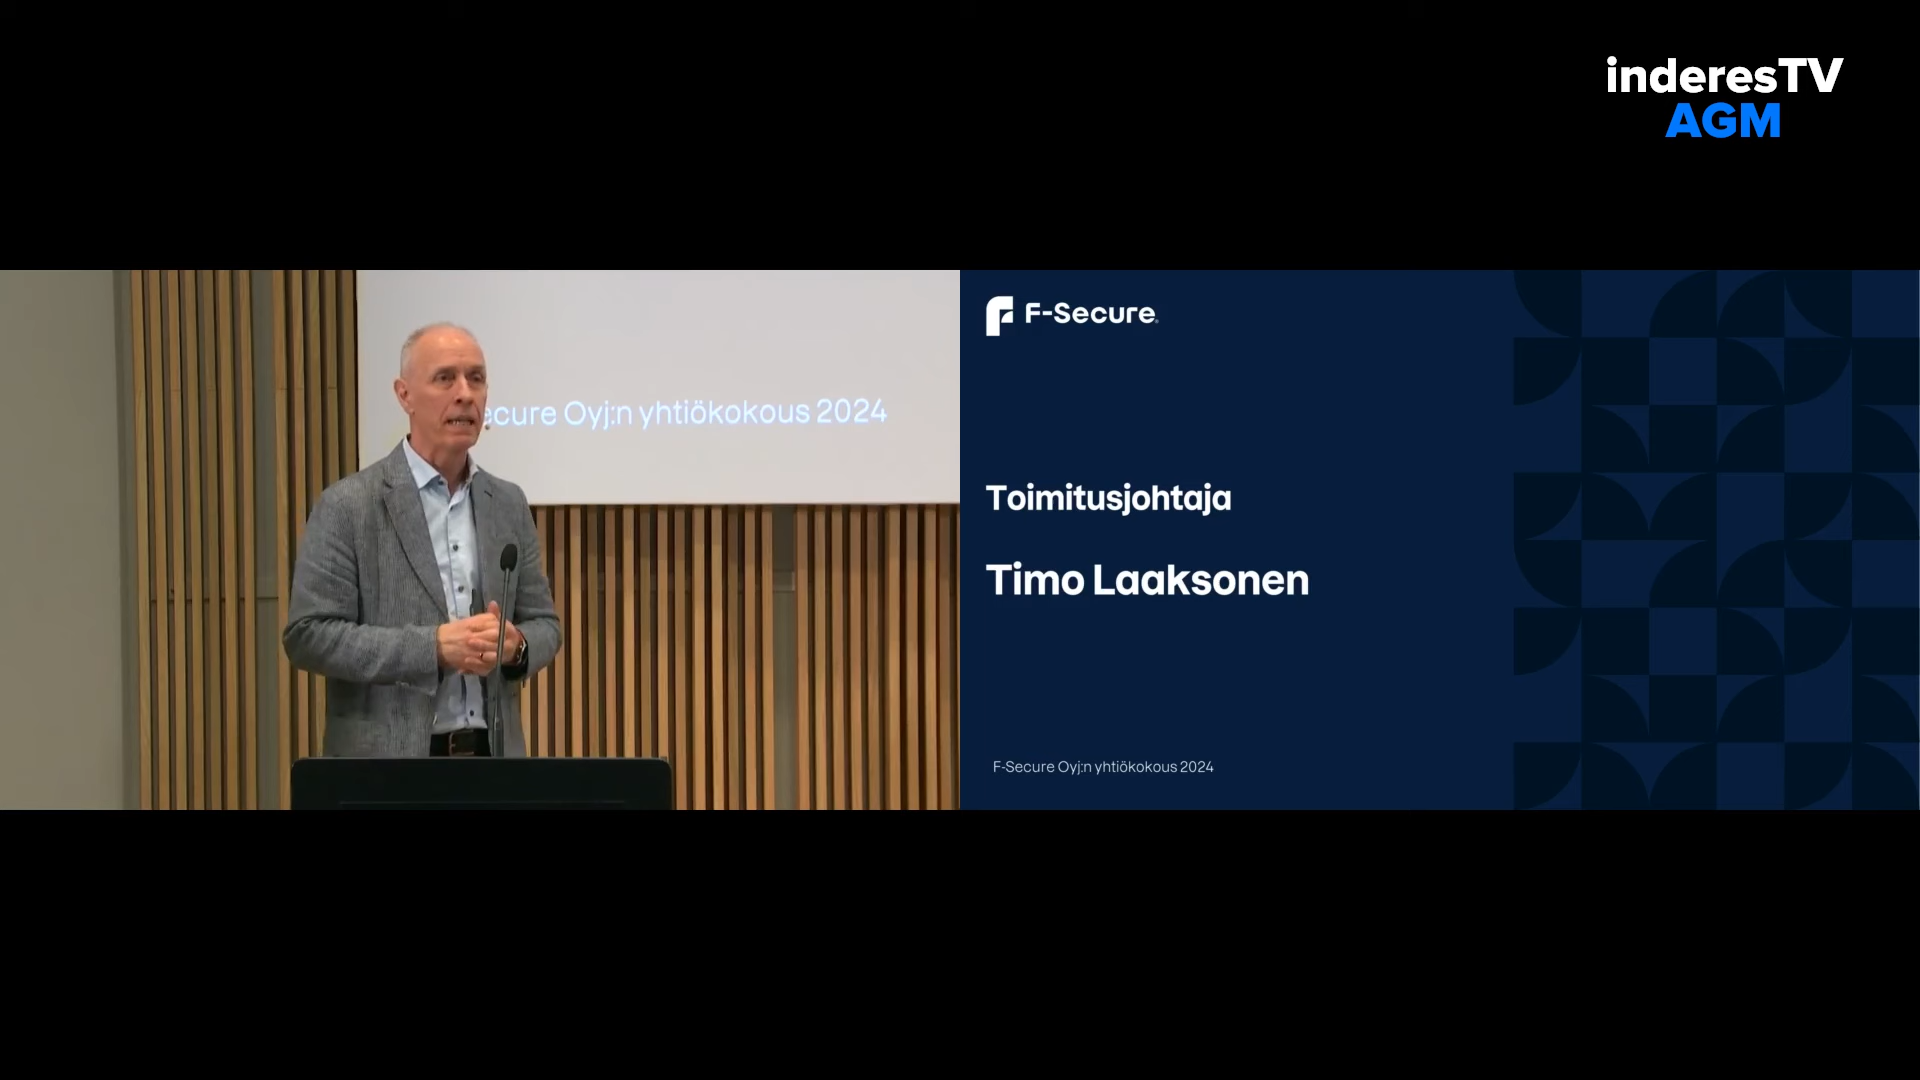 inderesTV
AGM
ecure Oyj:n yhtiökokous 2024
F-Secure
Toimitusjohtaja
Timo Laaksonen
F-Secure Oyj:n yhtiökokous 2024